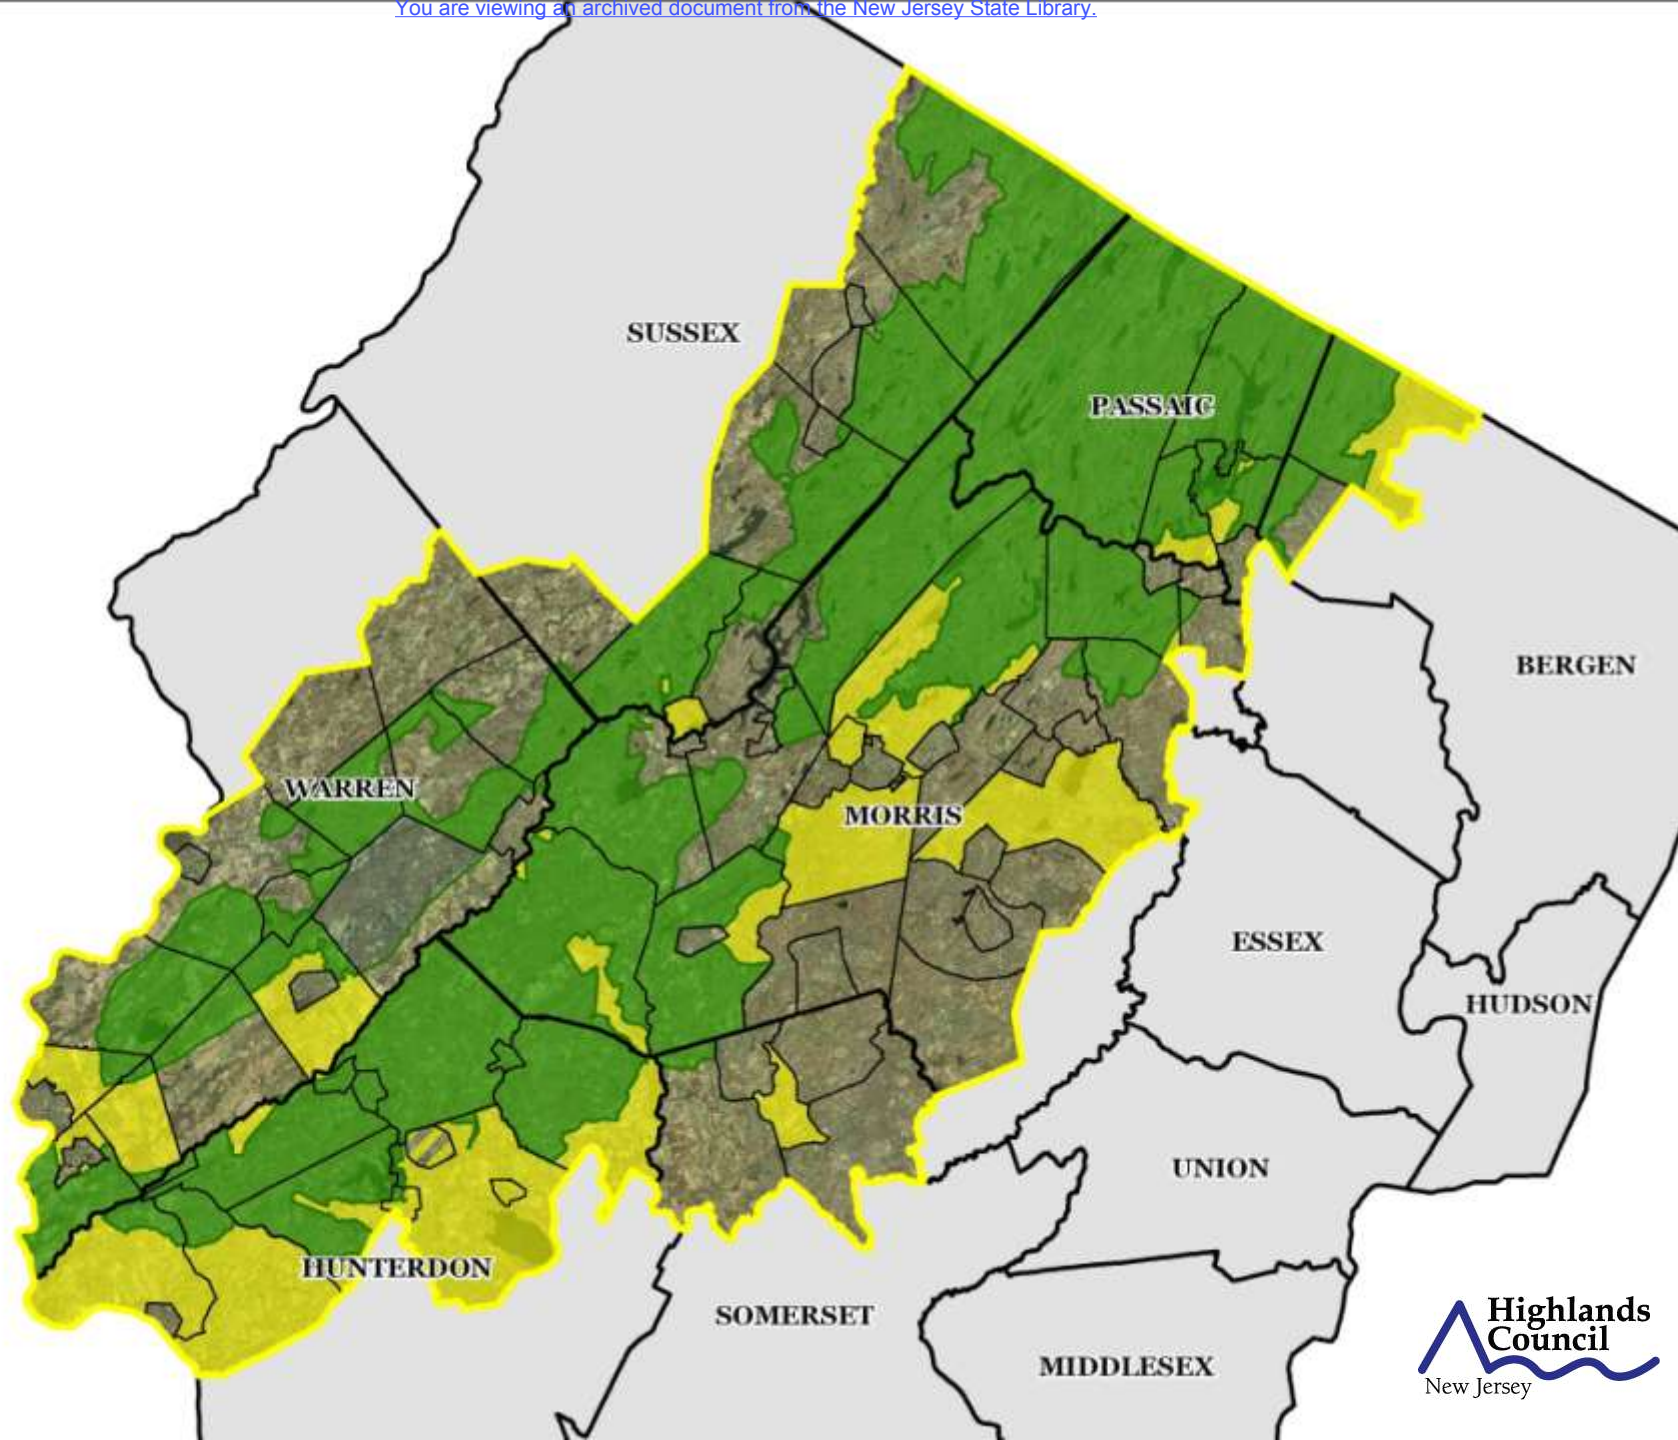 You are viewing an archived document from the New Jersey State Library.
SUSSEX
PASSAIC
BERGEN
WARREN
MORRIS
ESSEX
HUDSON
UNION
HUNTERDON
SOMERSET
MIDDLESEX
Highlands
Council
New Jersey